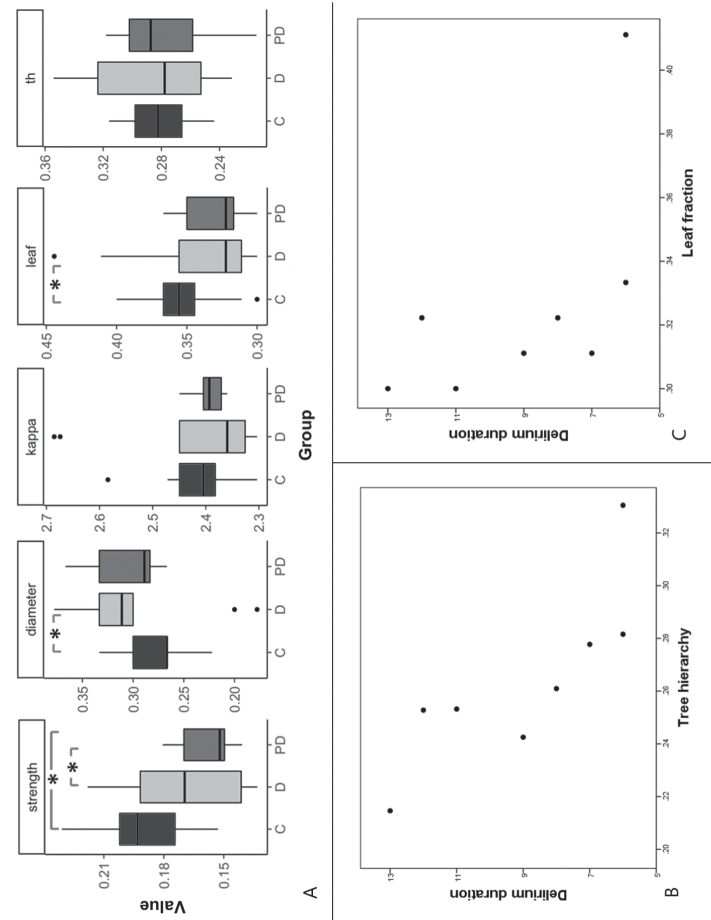 strength
*
*
0.21
0.18
0.15
C D PD
diameter
*
0.35
0.30
0.25
0.20
C D PD
kappa
2.7
2.6
2.5
2.4
2.3
C D PD
leaf
*
0.45
0.40
0.35
0.30
C D PD
th
0.36
0.32
0.28
0.24
C D PD
Value
Group
A
Delirium duration
13
11
9
7
5
.20 .22 .24 .26 .28 .30 .32
Tree hierarchy
B
Delirium duration
13
11
9
7
5
.30 .32 .34 .36 .38 .40
Leaf fraction
C